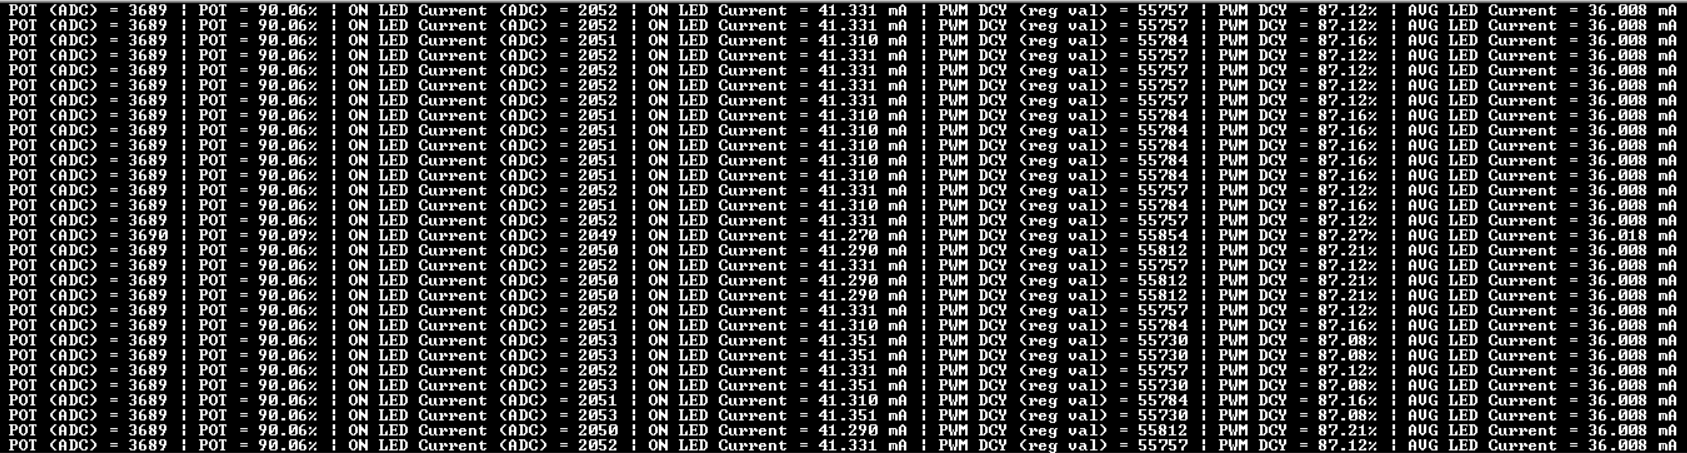 POT (ADC) = 3689 ¦ POT = 90.06% ¦ ON LED Current (ADC) = 2052 ¦ ON LED Current = 41.331 mA ¦ PWM DCY (reg val) = 55757 ¦ PWM DCY = 87.12% ¦ AVG LED Current = 36.008 mA
POT (ADC) = 3689 ¦ POT = 90.06% ¦ ON LED Current (ADC) = 2052 ¦ ON LED Current = 41.331 mA ¦ PWM DCY (reg val) = 55757 ¦ PWM DCY = 87.12% ¦ AVG LED Current = 36.008 mA
POT (ADC) = 3689 ¦ POT = 90.06% ¦ ON LED Current (ADC) = 2051 ¦ ON LED Current = 41.310 mA ¦ PWM DCY (reg val) = 55784 ¦ PWM DCY = 87.16% ¦ AVG LED Current = 36.008 mA
POT (ADC) = 3689 ¦ POT = 90.06% ¦ ON LED Current (ADC) = 2052 ¦ ON LED Current = 41.331 mA ¦ PWM DCY (reg val) = 55757 ¦ PWM DCY = 87.12% ¦ AVG LED Current = 36.008 mA
POT (ADC) = 3689 ¦ POT = 90.06% ¦ ON LED Current (ADC) = 2052 ¦ ON LED Current = 41.331 mA ¦ PWM DCY (reg val) = 55757 ¦ PWM DCY = 87.12% ¦ AVG LED Current = 36.008 mA
POT (ADC) = 3689 ¦ POT = 90.06% ¦ ON LED Current (ADC) = 2052 ¦ ON LED Current = 41.331 mA ¦ PWM DCY (reg val) = 55757 ¦ PWM DCY = 87.12% ¦ AVG LED Current = 36.008 mA
POT (ADC) = 3689 ¦ POT = 90.06% ¦ ON LED Current (ADC) = 2052 ¦ ON LED Current = 41.331 mA ¦ PWM DCY (reg val) = 55757 ¦ PWM DCY = 87.12% ¦ AVG LED Current = 36.008 mA
POT (ADC) = 3689 ¦ POT = 90.06% ¦ ON LED Current (ADC) = 2051 ¦ ON LED Current = 41.310 mA ¦ PWM DCY (reg val) = 55784 ¦ PWM DCY = 87.16% ¦ AVG LED Current = 36.008 mA
POT (ADC) = 3689 ¦ POT = 90.06% ¦ ON LED Current (ADC) = 2051 ¦ ON LED Current = 41.310 mA ¦ PWM DCY (reg val) = 55784 ¦ PWM DCY = 87.16% ¦ AVG LED Current = 36.008 mA
POT (ADC) = 3689 ¦ POT = 90.06% ¦ ON LED Current (ADC) = 2051 ¦ ON LED Current = 41.310 mA ¦ PWM DCY (reg val) = 55784 ¦ PWM DCY = 87.16% ¦ AVG LED Current = 36.008 mA
POT (ADC) = 3689 ¦ POT = 90.06% ¦ ON LED Current (ADC) = 2051 ¦ ON LED Current = 41.310 mA ¦ PWM DCY (reg val) = 55784 ¦ PWM DCY = 87.16% ¦ AVG LED Current = 36.008 mA
POT (ADC) = 3689 ¦ POT = 90.06% ¦ ON LED Current (ADC) = 2051 ¦ ON LED Current = 41.310 mA ¦ PWM DCY (reg val) = 55784 ¦ PWM DCY = 87.16% ¦ AVG LED Current = 36.008 mA
POT (ADC) = 3689 ¦ POT = 90.06% ¦ ON LED Current (ADC) = 2052 ¦ ON LED Current = 41.331 mA ¦ PWM DCY (reg val) = 55757 ¦ PWM DCY = 87.12% ¦ AVG LED Current = 36.008 mA
POT (ADC) = 3689 ¦ POT = 90.06% ¦ ON LED Current (ADC) = 2051 ¦ ON LED Current = 41.310 mA ¦ PWM DCY (reg val) = 55784 ¦ PWM DCY = 87.16% ¦ AVG LED Current = 36.008 mA
POT (ADC) = 3689 ¦ POT = 90.06% ¦ ON LED Current (ADC) = 2052 ¦ ON LED Current = 41.331 mA ¦ PWM DCY (reg val) = 55757 ¦ PWM DCY = 87.12% ¦ AVG LED Current = 36.008 mA
POT (ADC) = 3690 ¦ POT = 90.09% ¦ ON LED Current (ADC) = 2049 ¦ ON LED Current = 41.270 mA ¦ PWM DCY (reg val) = 55854 ¦ PWM DCY = 87.27% ¦ AVG LED Current = 36.018 mA
POT (ADC) = 3689 ¦ POT = 90.06% ¦ ON LED Current (ADC) = 2050 ¦ ON LED Current = 41.290 mA ¦ PWM DCY (reg val) = 55812 ¦ PWM DCY = 87.21% ¦ AVG LED Current = 36.008 mA
POT (ADC) = 3689 ¦ POT = 90.06% ¦ ON LED Current (ADC) = 2052 ¦ ON LED Current = 41.331 mA ¦ PWM DCY (reg val) = 55757 ¦ PWM DCY = 87.12% ¦ AVG LED Current = 36.008 mA
POT (ADC) = 3689 ¦ POT = 90.06% ¦ ON LED Current (ADC) = 2050 ¦ ON LED Current = 41.290 mA ¦ PWM DCY (reg val) = 55812 ¦ PWM DCY = 87.21% ¦ AVG LED Current = 36.008 mA
POT (ADC) = 3689 ¦ POT = 90.06% ¦ ON LED Current (ADC) = 2050 ¦ ON LED Current = 41.290 mA ¦ PWM DCY (reg val) = 55812 ¦ PWM DCY = 87.21% ¦ AVG LED Current = 36.008 mA
POT (ADC) = 3689 ¦ POT = 90.06% ¦ ON LED Current (ADC) = 2052 ¦ ON LED Current = 41.331 mA ¦ PWM DCY (reg val) = 55757 ¦ PWM DCY = 87.12% ¦ AVG LED Current = 36.008 mA
POT (ADC) = 3689 ¦ POT = 90.06% ¦ ON LED Current (ADC) = 2051 ¦ ON LED Current = 41.310 mA ¦ PWM DCY (reg val) = 55784 ¦ PWM DCY = 87.16% ¦ AVG LED Current = 36.008 mA
POT (ADC) = 3689 ¦ POT = 90.06% ¦ ON LED Current (ADC) = 2053 ¦ ON LED Current = 41.351 mA ¦ PWM DCY (reg val) = 55730 ¦ PWM DCY = 87.08% ¦ AVG LED Current = 36.008 mA
POT (ADC) = 3689 ¦ POT = 90.06% ¦ ON LED Current (ADC) = 2053 ¦ ON LED Current = 41.351 mA ¦ PWM DCY (reg val) = 55730 ¦ PWM DCY = 87.08% ¦ AVG LED Current = 36.008 mA
POT (ADC) = 3689 ¦ POT = 90.06% ¦ ON LED Current (ADC) = 2052 ¦ ON LED Current = 41.331 mA ¦ PWM DCY (reg val) = 55757 ¦ PWM DCY = 87.12% ¦ AVG LED Current = 36.008 mA
POT (ADC) = 3689 ¦ POT = 90.06% ¦ ON LED Current (ADC) = 2053 ¦ ON LED Current = 41.351 mA ¦ PWM DCY (reg val) = 55730 ¦ PWM DCY = 87.08% ¦ AVG LED Current = 36.008 mA
POT (ADC) = 3689 ¦ POT = 90.06% ¦ ON LED Current (ADC) = 2051 ¦ ON LED Current = 41.310 mA ¦ PWM DCY (reg val) = 55784 ¦ PWM DCY = 87.16% ¦ AVG LED Current = 36.008 mA
POT (ADC) = 3689 ¦ POT = 90.06% ¦ ON LED Current (ADC) = 2053 ¦ ON LED Current = 41.351 mA ¦ PWM DCY (reg val) = 55730 ¦ PWM DCY = 87.08% ¦ AVG LED Current = 36.008 mA
POT (ADC) = 3689 ¦ POT = 90.06% ¦ ON LED Current (ADC) = 2050 ¦ ON LED Current = 41.290 mA ¦ PWM DCY (reg val) = 55812 ¦ PWM DCY = 87.21% ¦ AVG LED Current = 36.008 mA
POT (ADC) = 3689 ¦ POT = 90.06% ¦ ON LED Current (ADC) = 2052 ¦ ON LED Current = 41.331 mA ¦ PWM DCY (reg val) = 55757 ¦ PWM DCY = 87.12% ¦ AVG LED Current = 36.008 mA